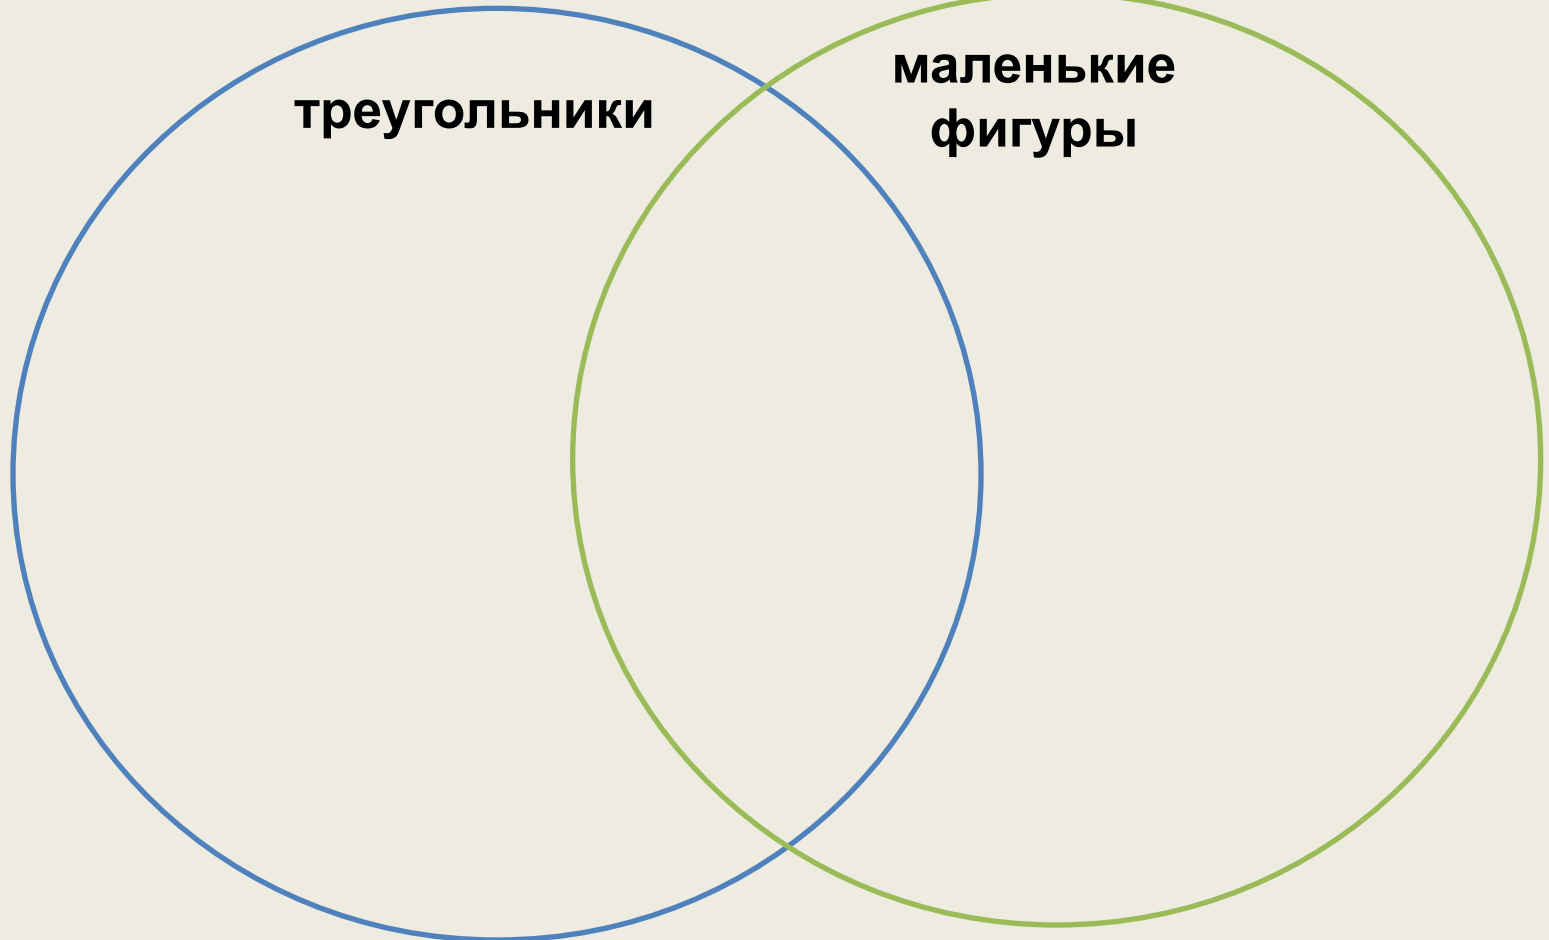 треугольники
маленькие
фигуры